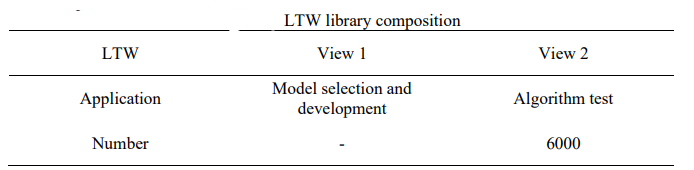 LTW library composition
LTW View 1 View 2
Application Model selection and development Algorithm test
Number - 6000